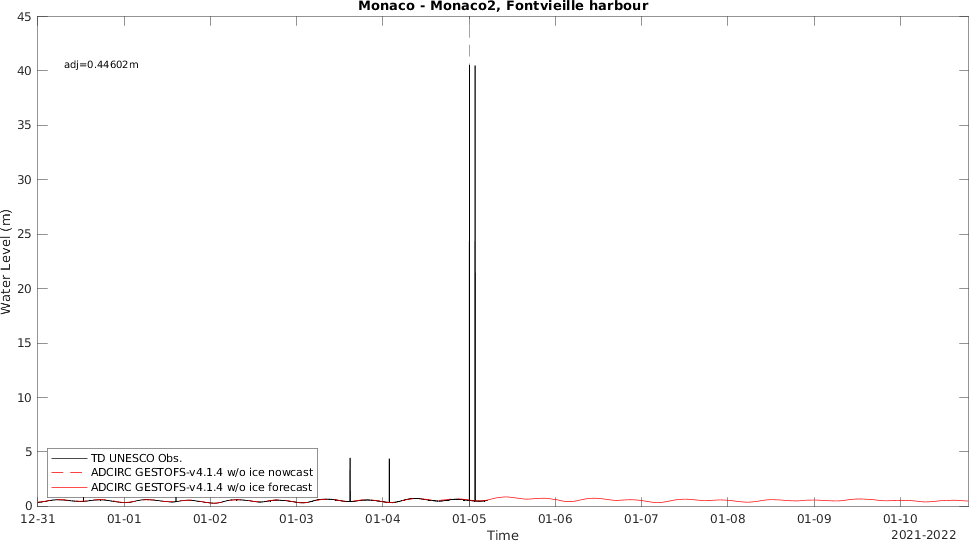 Monaco - Monaco2, Fontvieille harbour
45
adj=0.44602m
40
35
30
25
20
15
10
5
0
Water Level (m)
TD UNESCO Obs.
ADCIRC GESTOFS-v4.1.4 w/o ice nowcast
ADCIRC GESTOFS-v4.1.4 w/o ice forecast
12-31 01-01 01-02 01-03 01-04 01-05 01-06 01-07 01-08 01-09 01-10
Time
2021-2022